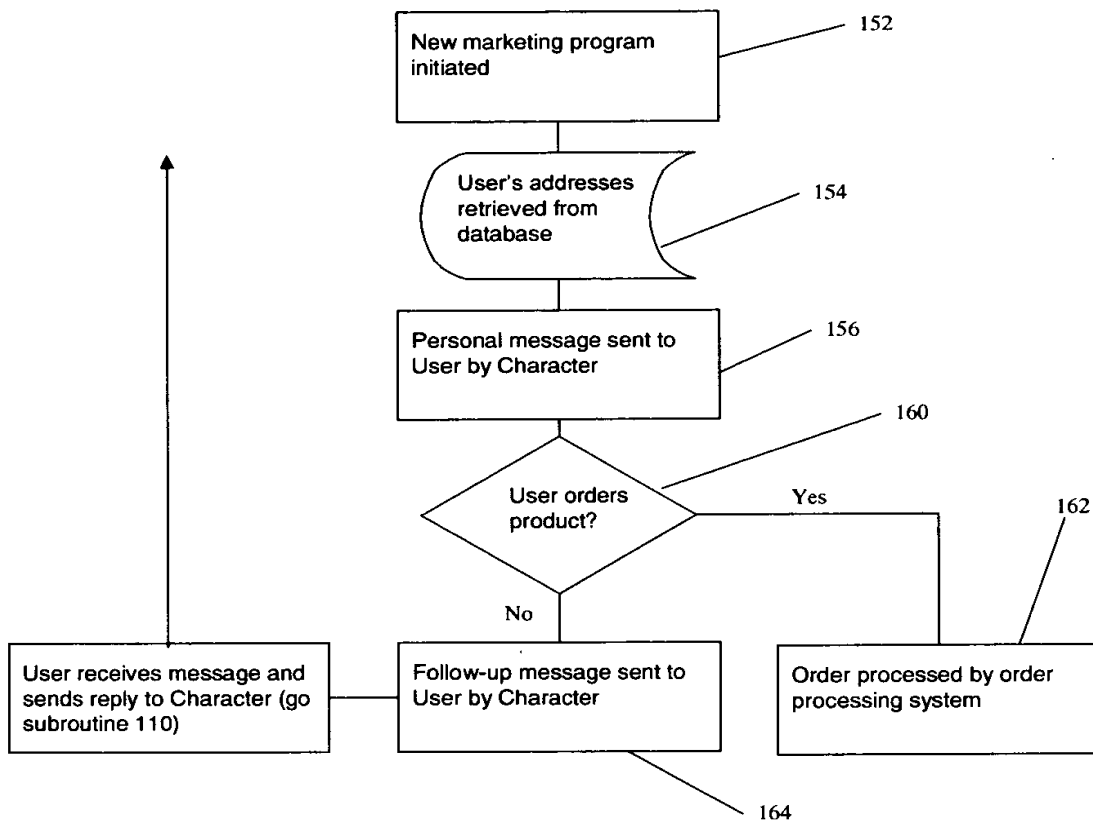 New marketing program
initiated
152
User's addresses
retrieved from
database
154
Personal message sent to
User by Character
156
160
User orders
product?
Yes
162
No
User receives message and
sends reply to Character (go
subroutine 110)
Follow-up message sent to
User by Character
Order processed by order
processing system
164